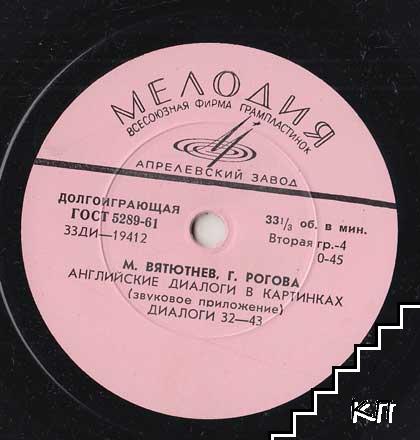 МЕЛОДИЯ
ВСЕСОЮЗНАЯ ФИРМА ГРАМПЛАСТИНОК
АПРЕЛЕВСКИЙ ЗАВОД
ДОЛГОИГРАЮЩАЯ
ГОСТ 5289-61
33Д—19412
33⅓ об. в мин.
Вторая гр.-4
0-45
М. ВЯТЮТНЕВ, Г. РОГОВА
АНГЛИЙСКИЕ ДИАЛОГИ В КАРТИНКАХ
(звуковое приложение)
ДИАЛОГИ 32—43
КП